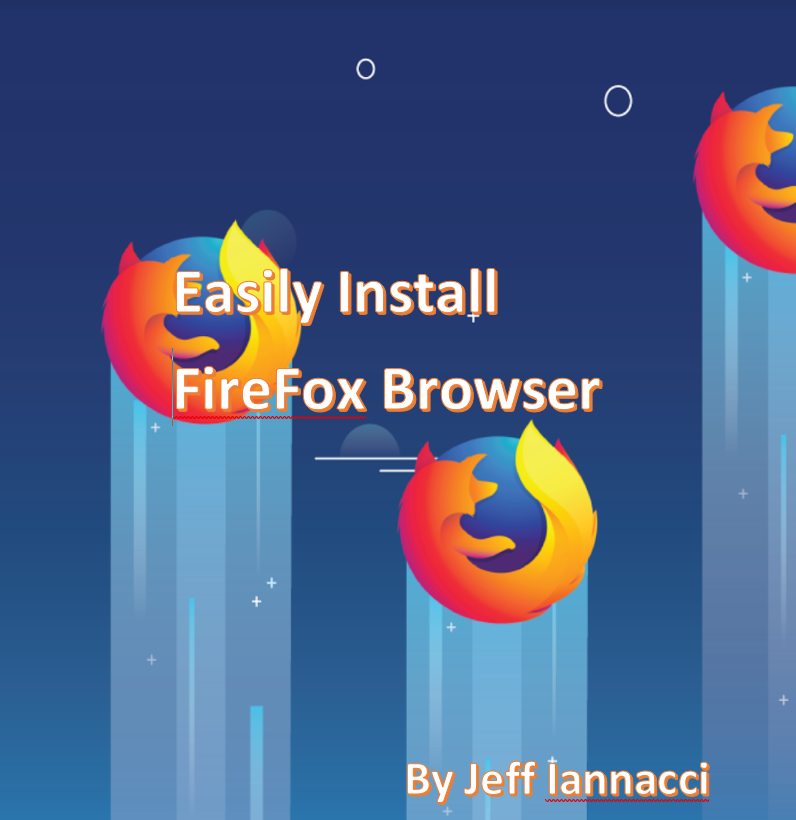 Easily Install
FireFox Browser
By Jeff Iannacci